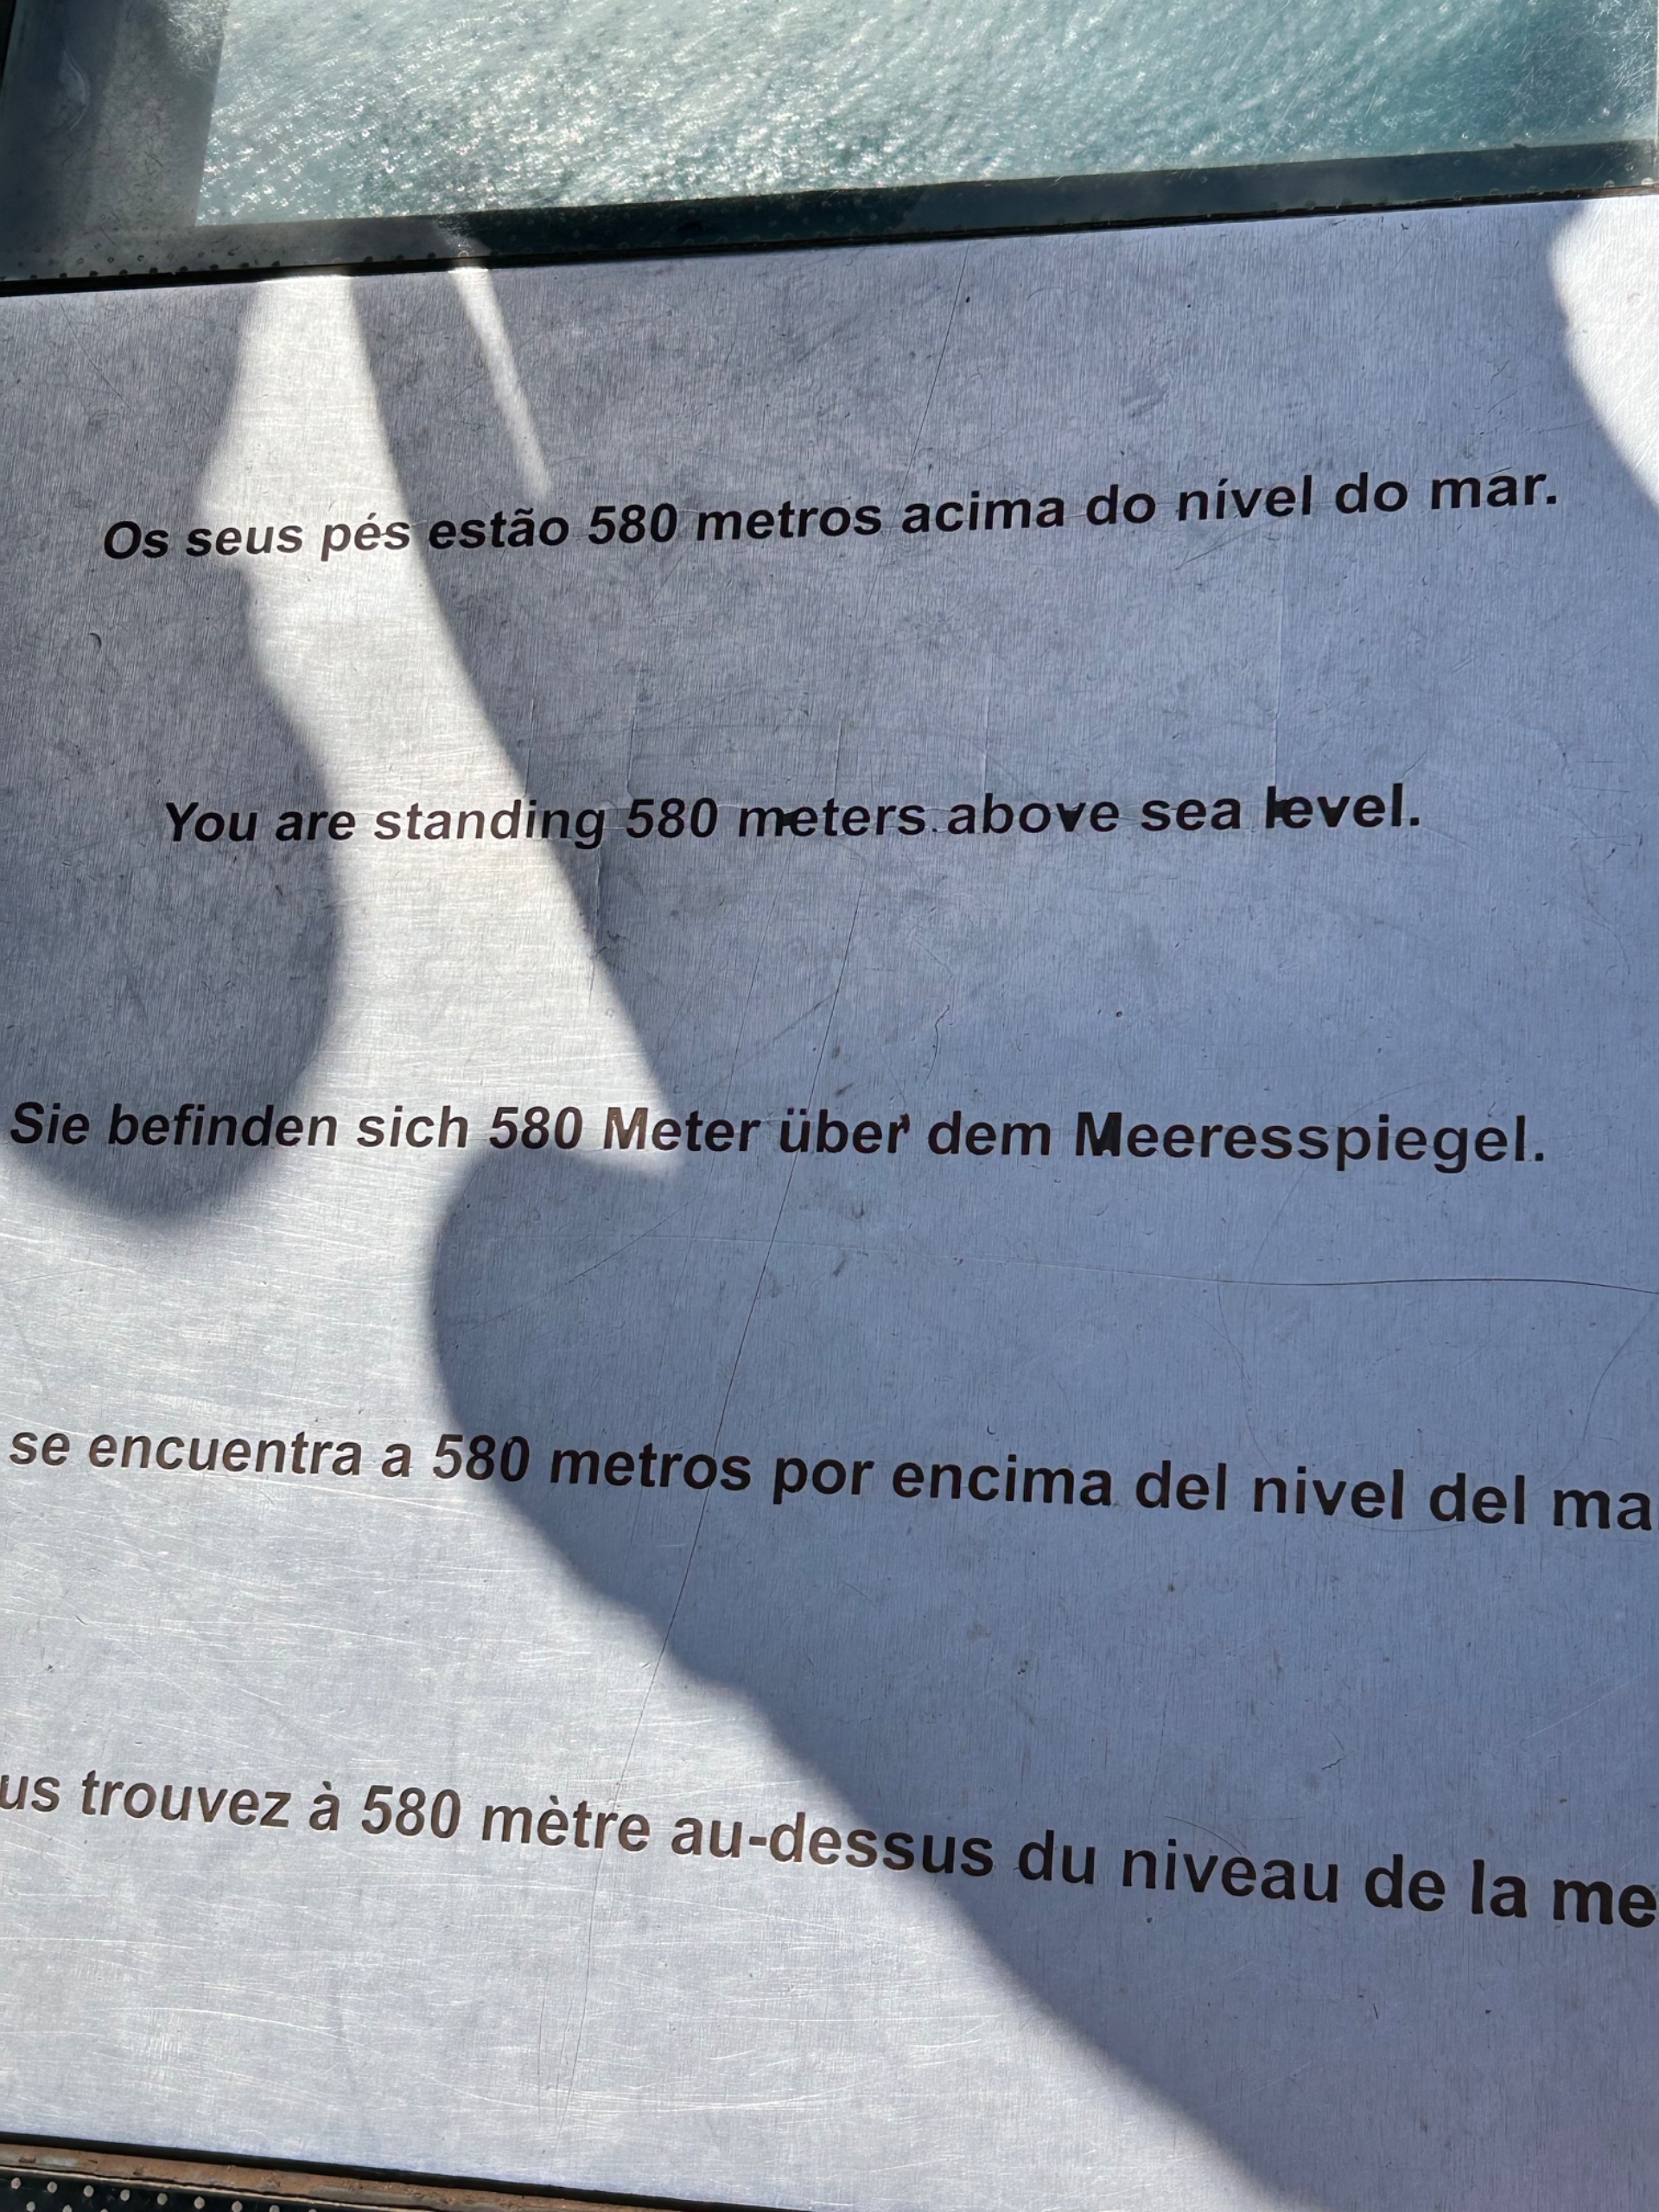 Os seus pés estão 580 metros acima do nível do mar.
You are standing 580 meters above sea level.
Sie befinden sich 580 Meter über dem Meeresspiegel.
se encuentra a 580 metros por encima del nivel del ma
us trouvez à 580 mètre au-dessus du niveau de la me